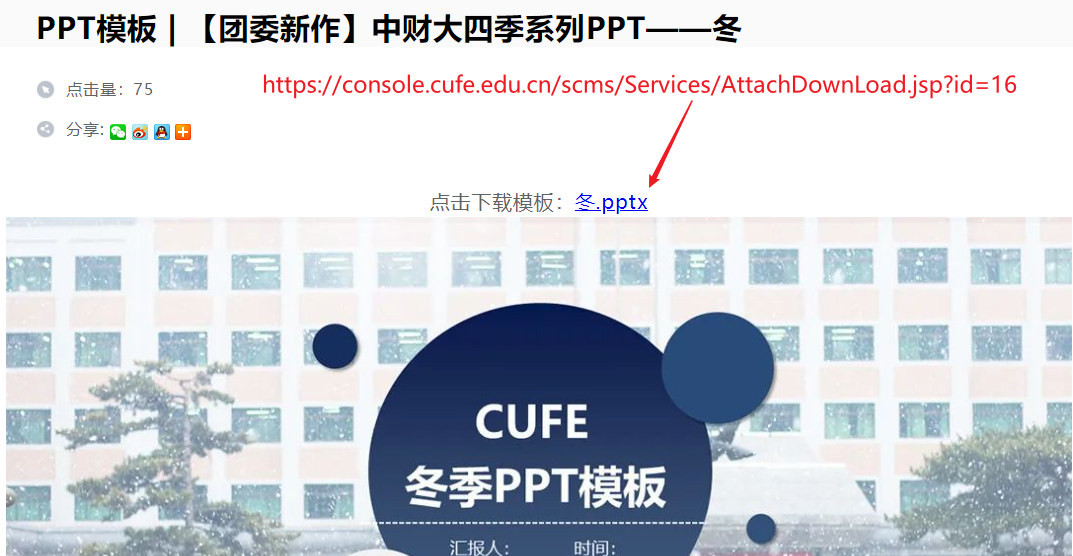 PPT模板 | 【团委新作】中财大四季系列PPT——冬
点击量：75
https://console.cufe.edu.cn/scms/Services/AttachDownLoad.jsp?id=16
分享:
点击下载模板：冬.pptx
CUFE
冬季PPT模板
汇报人： 时间：